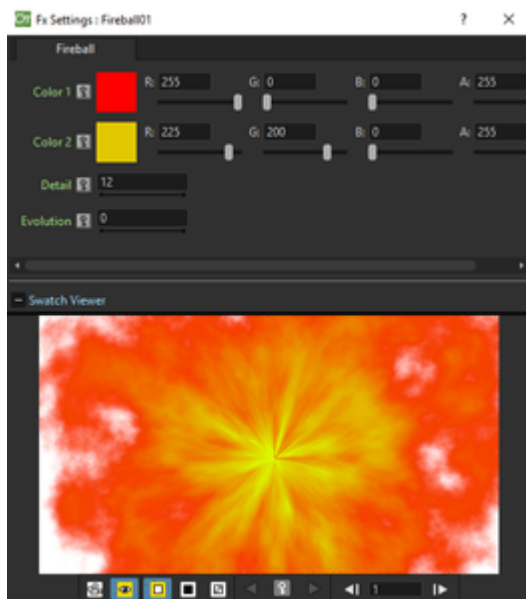 Fx Settings : Fireball01
Fireball
Color 1 R: 255 G: 0 B: 0 A: 255
Color 2 R: 225 G: 200 B: 0 A: 255
Detail 12
Evolution 0
Swatch Viewer
1